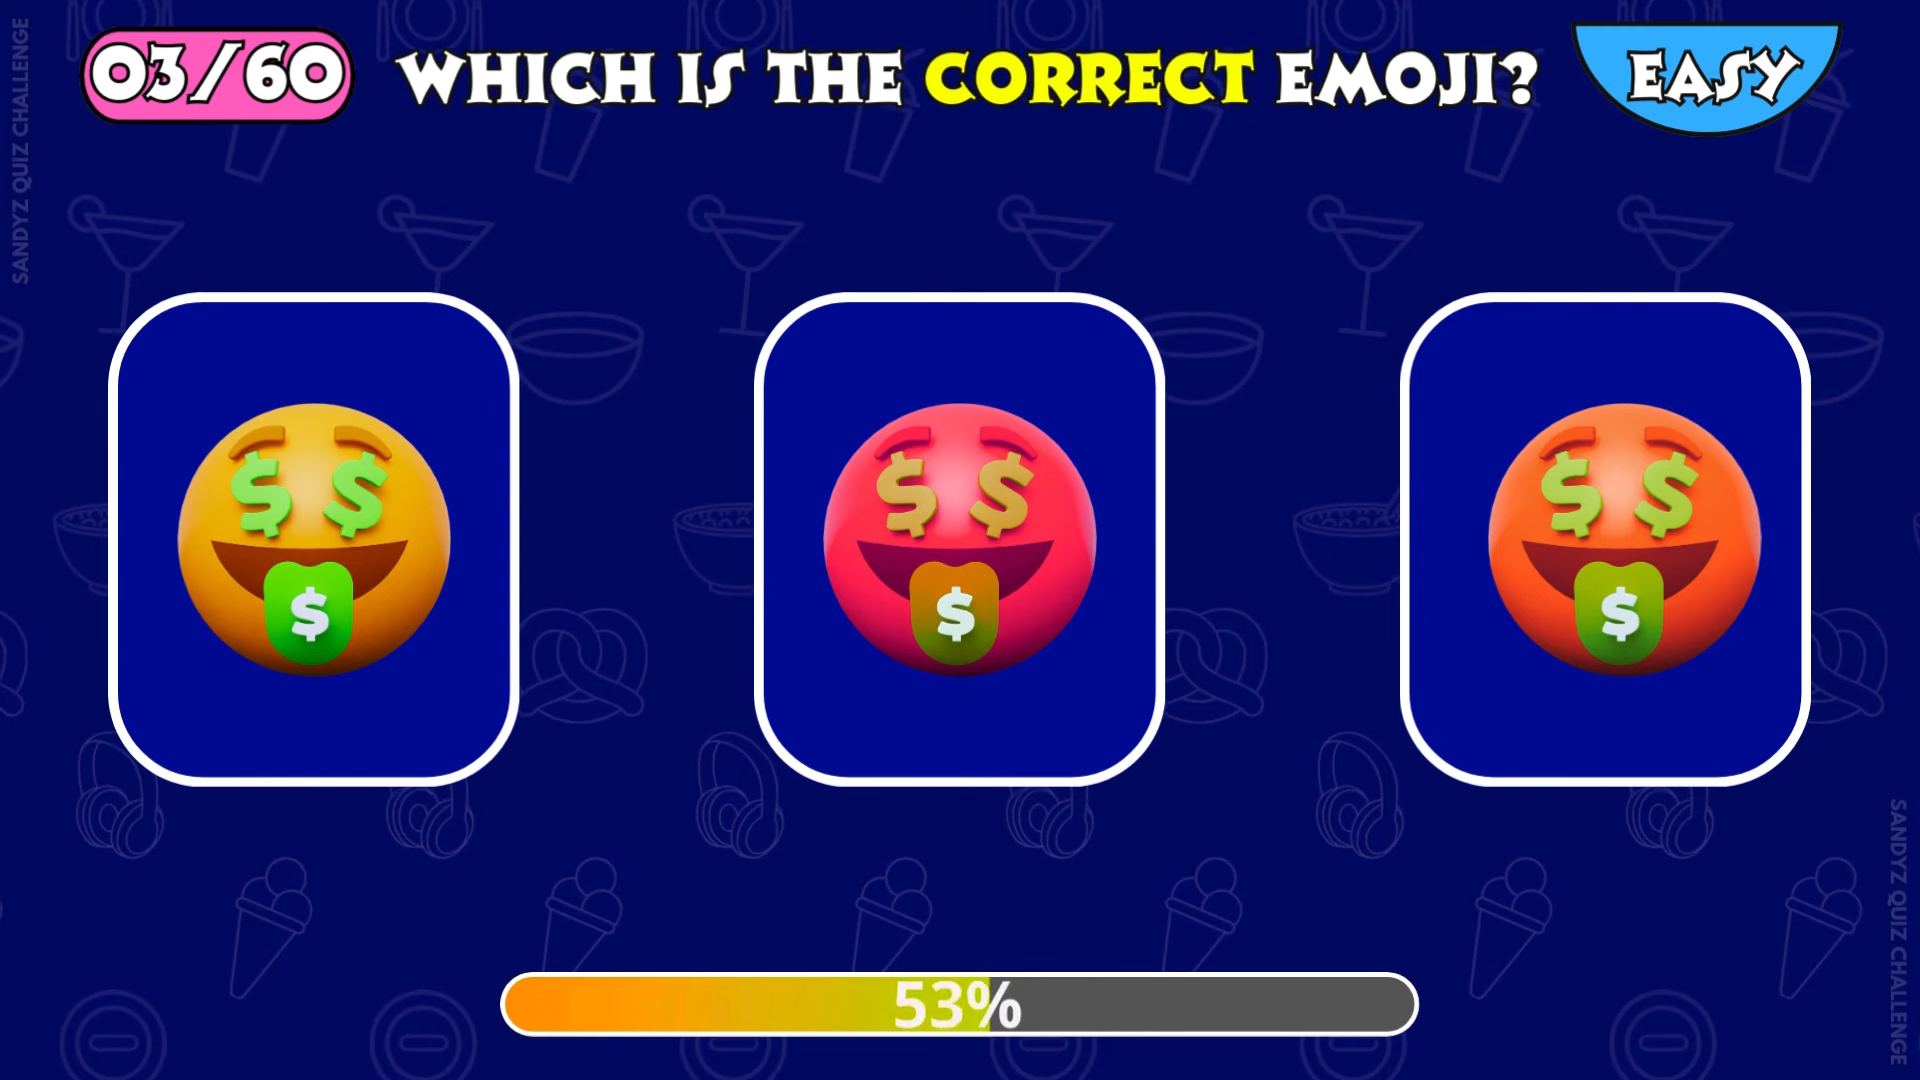 03/60
WHICH IS THE CORRECT EMOJI?
EASY
SANDYZ QUIZ CHALLENGE
$ $
$
$ $
$
$ $
$
53%
SANDYZ QUIZ CHALLENGE